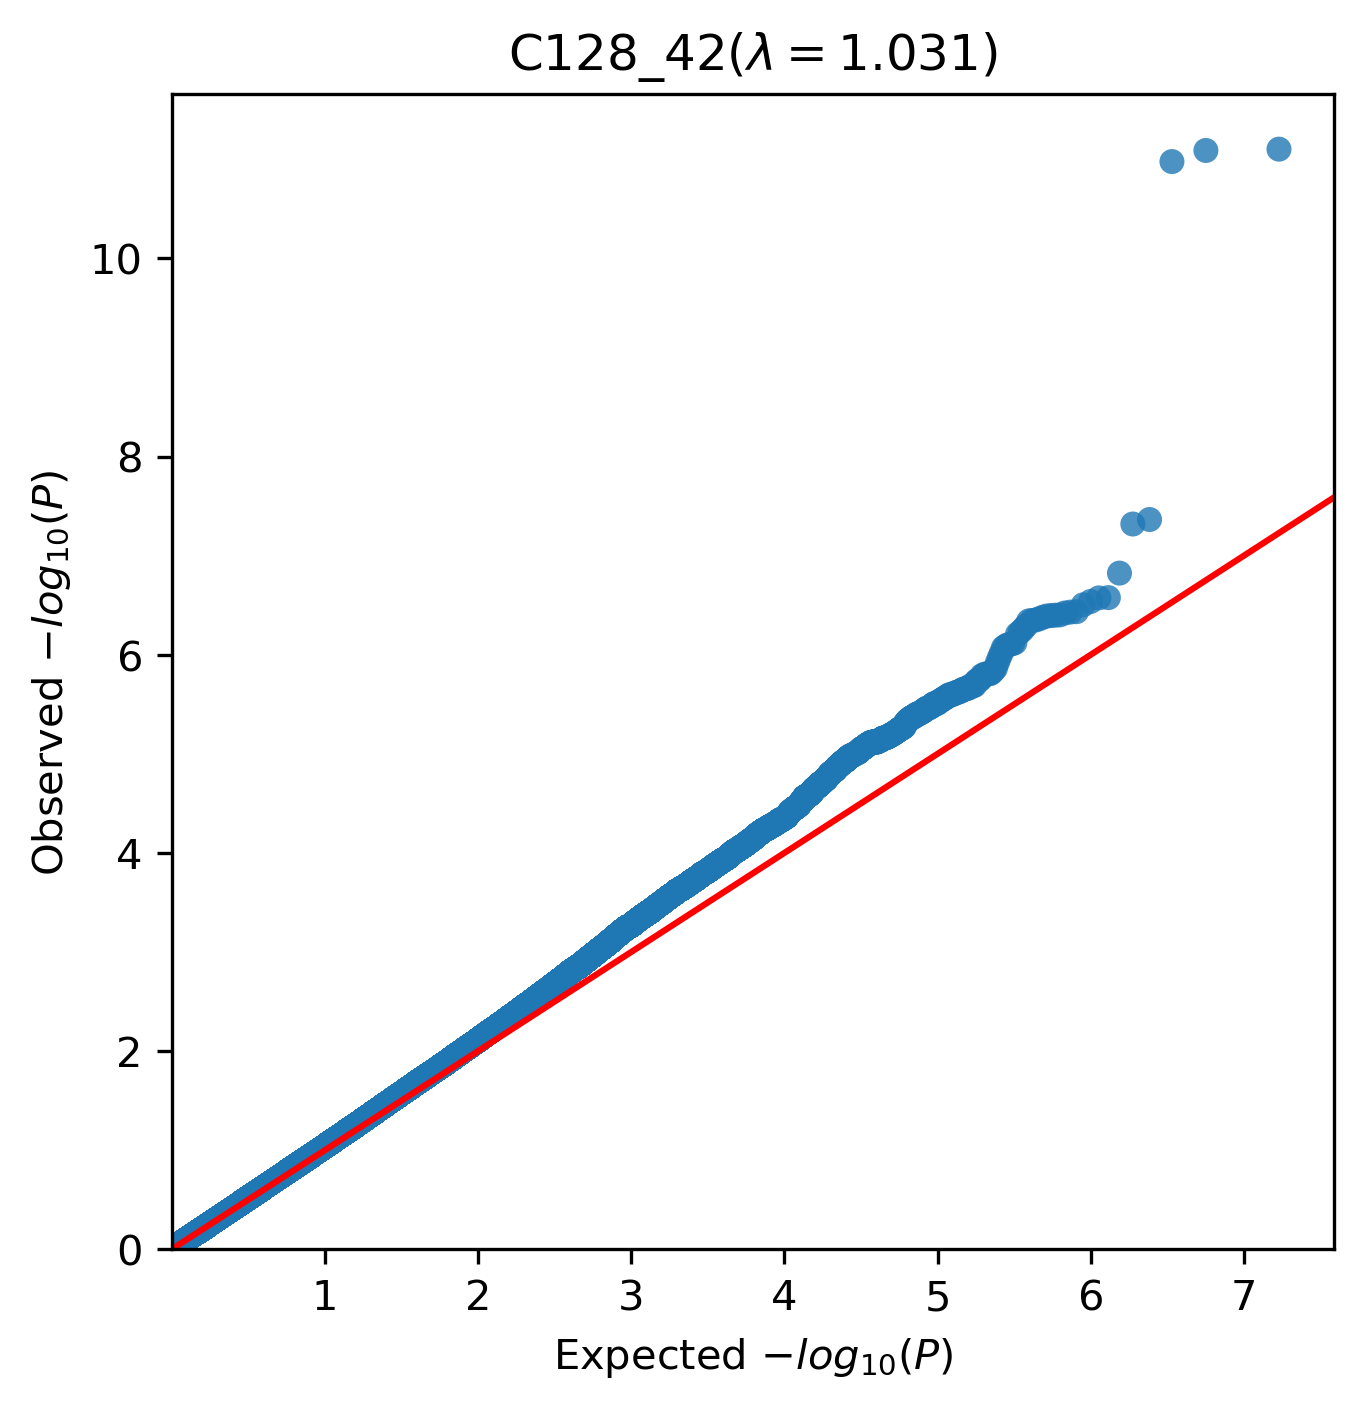 C128_42(λ = 1.031)
Observed −log₁₀(P)
10
8
6
4
2
0
1 2 3 4 5 6 7
Expected −log₁₀(P)